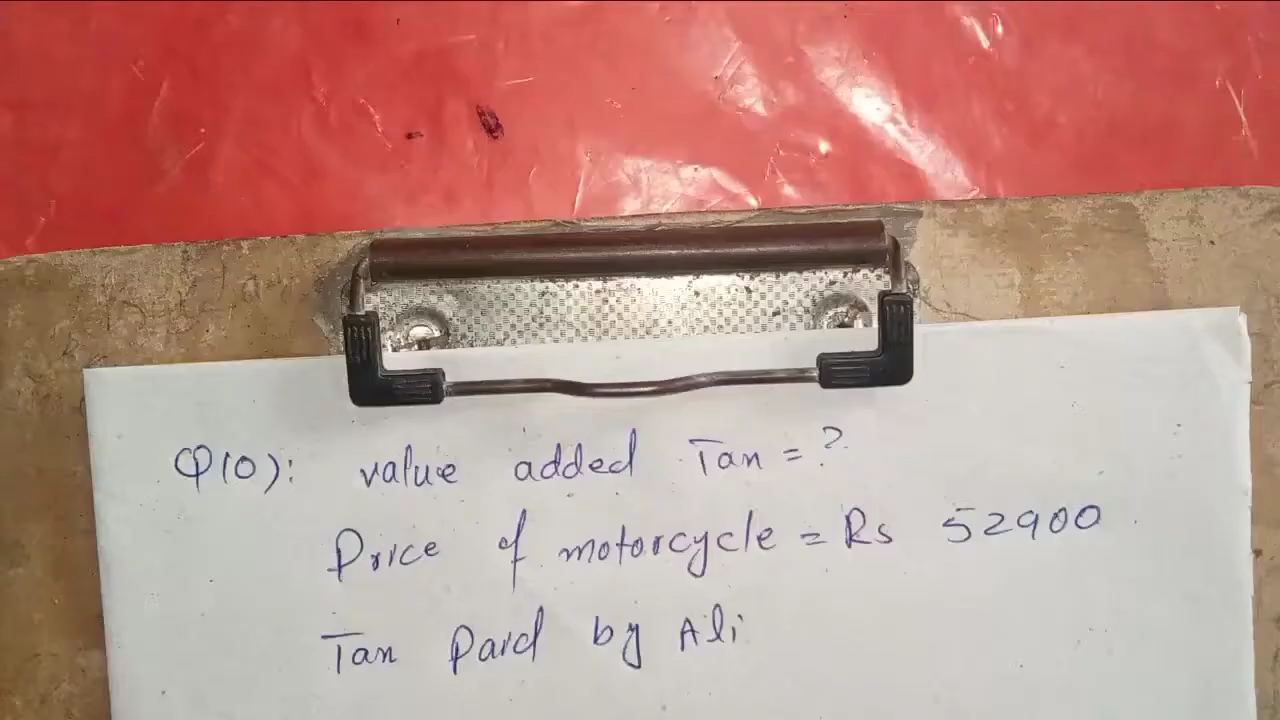 Q(10): value added Tax = ?
Price of motorcycle = Rs 52900
Tax Paid by Ali